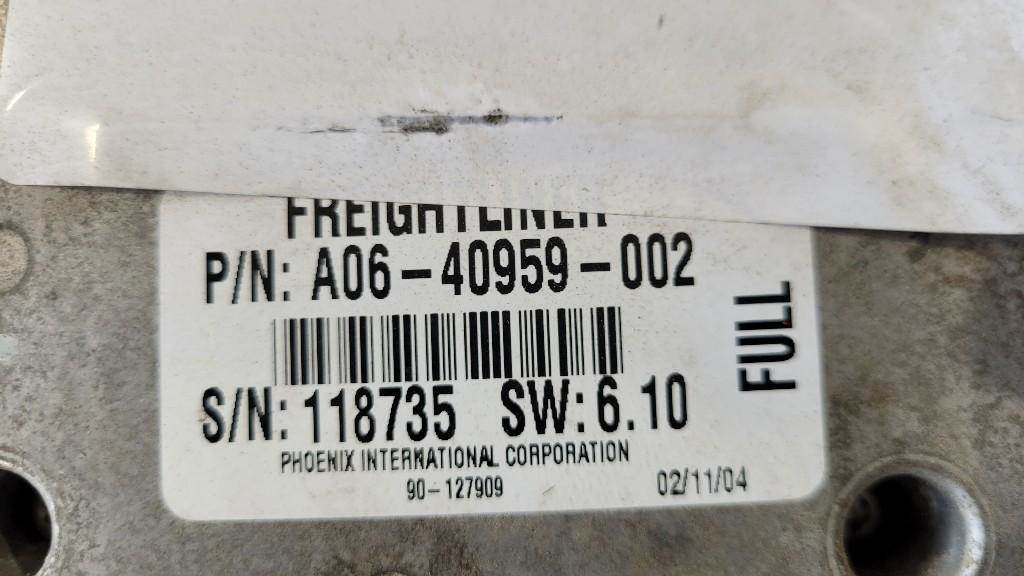 FREIGHTLINER
P/N: A06-40959-002
FULL
S/N: 118735 SW: 6.10
PHOENIX INTERNATIONAL CORPORATION
90-127909
02/11/04